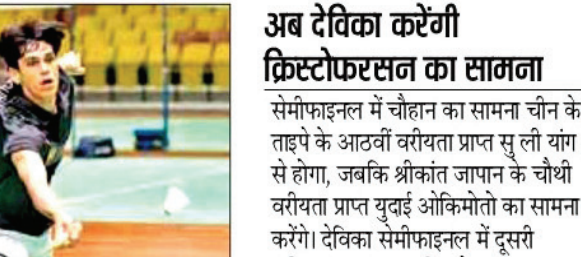 अब देविका करेंगी
क्रिस्टोफरसन का सामना
सेमीफाइनल में चौहान का सामना चीन के
ताइपे के आठवीं वरीयता प्राप्त सु ली यांग
से होगा, जबकि श्रीकांत जापान के चौथी
वरीयता प्राप्त युदाई ओकिमोतो का सामना
करेंगे। देविका सेमीफाइनल में दूसरी